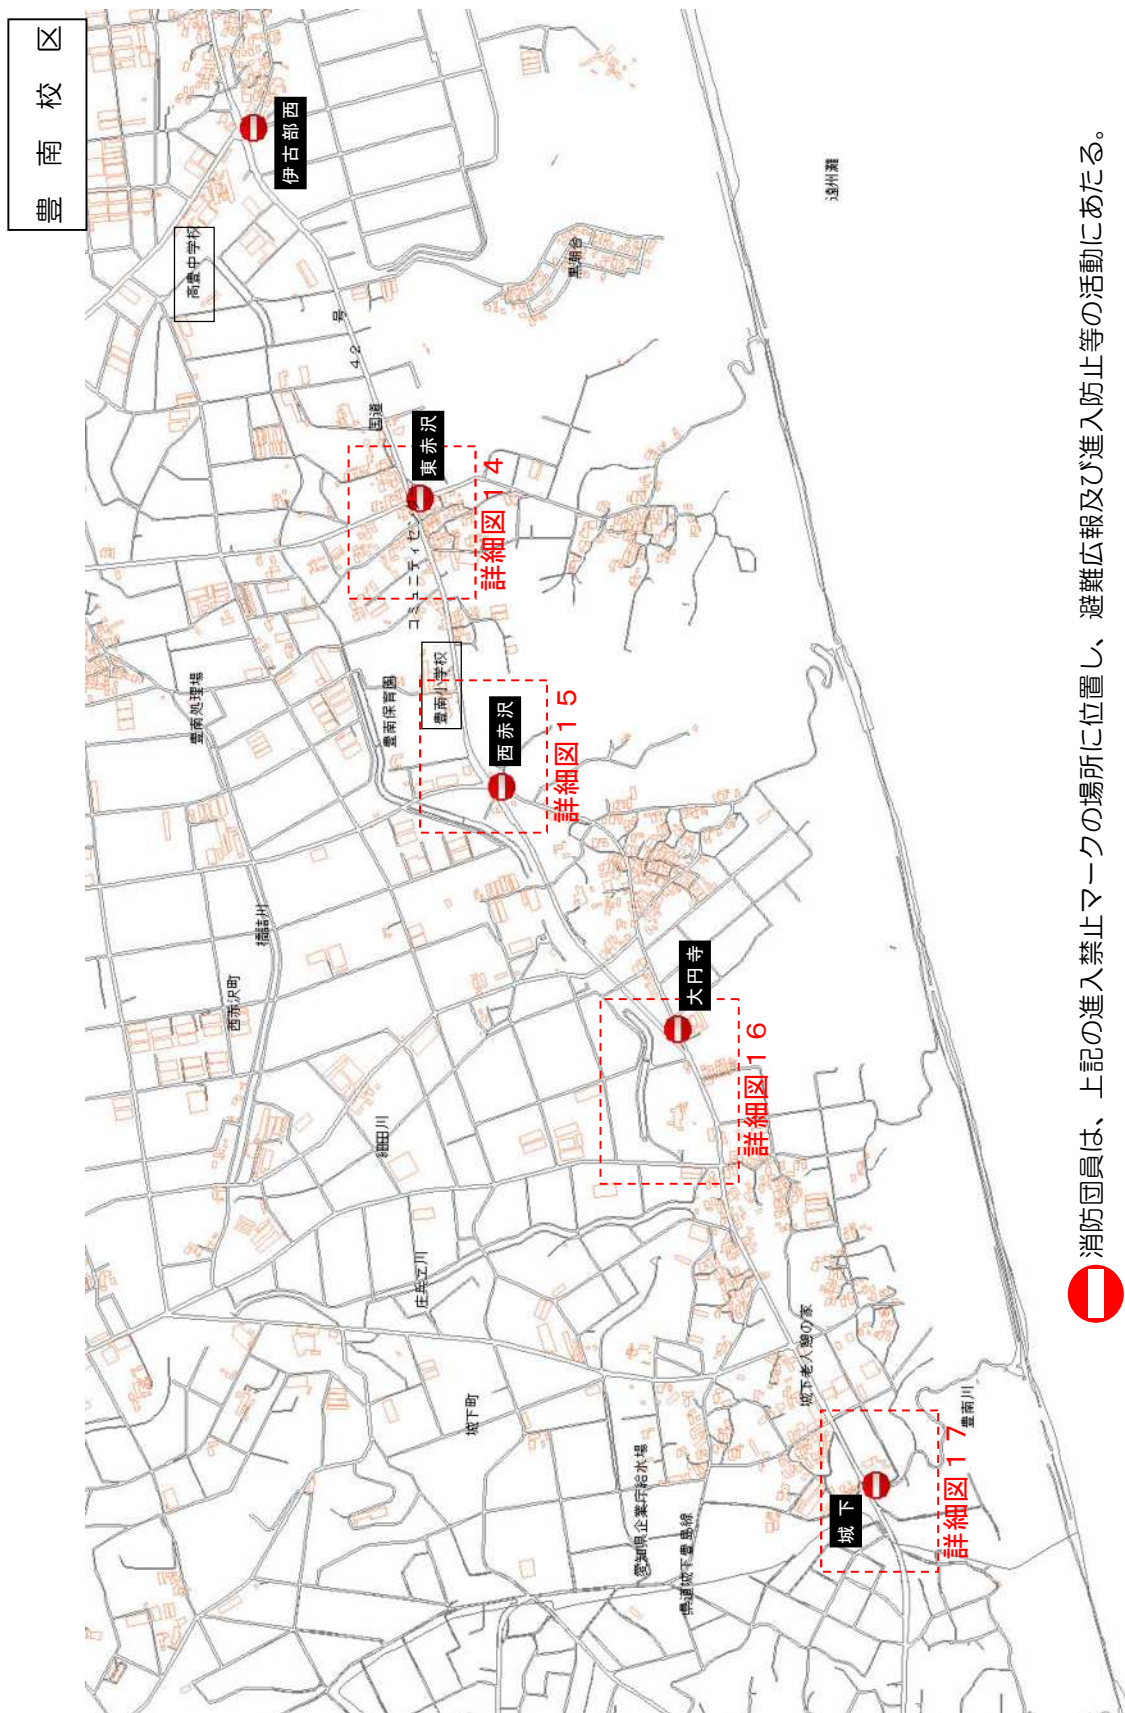 豊南校区
伊古部西
高豊中学校
遠州灘
黒潮台
国道42号
東赤沢
詳細図14
コミュニティセ
豊南小学校
豊南保育園
豊南処理場
西赤沢
詳細図15
橋詰川
西赤沢町
大円寺
詳細図16
細田川
庄兵エ川
城下町
城下老人憩の家
豊南川
愛知県企業庁給水場
県道城下豊島線
城下
詳細図17
消防団員は、上記の進入禁止マークの場所に位置し、避難広報及び進入防止等の活動にあたる。